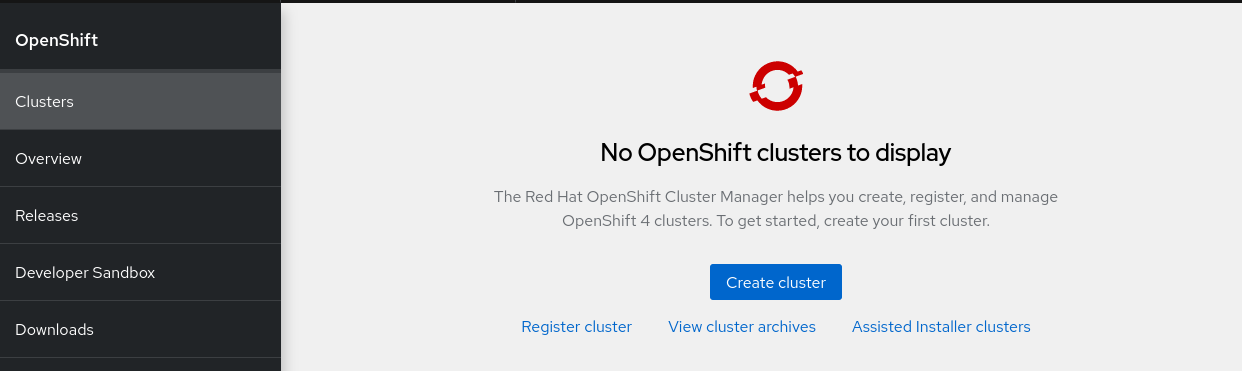 OpenShift
Clusters
Overview
Releases
Developer Sandbox
Downloads
No OpenShift clusters to display
The Red Hat OpenShift Cluster Manager helps you create, register, and manage
OpenShift 4 clusters. To get started, create your first cluster.
Create cluster
Register cluster View cluster archives Assisted Installer clusters